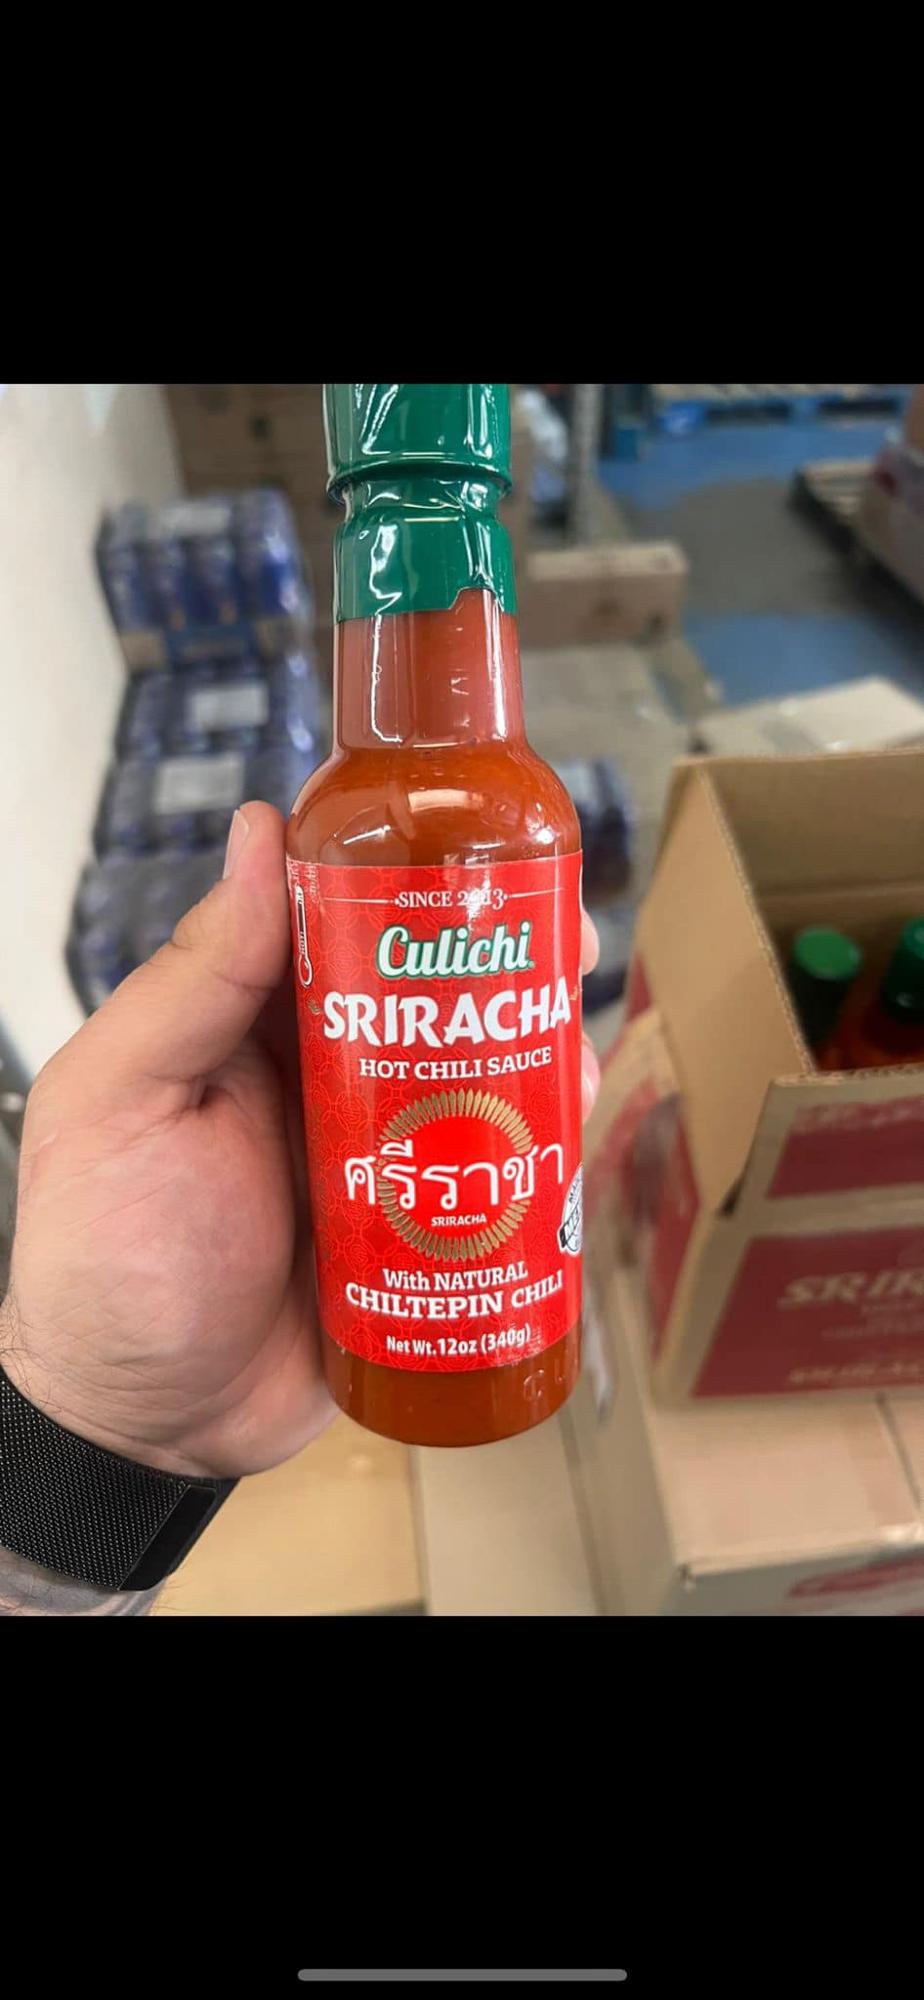 SINCE 2013
Culichi
SRIRACHA
HOT CHILI SAUCE
ศรีราชา
SRIRACHA
With NATURAL
CHILTEPIN CHILI
Net Wt. 12oz (340g)